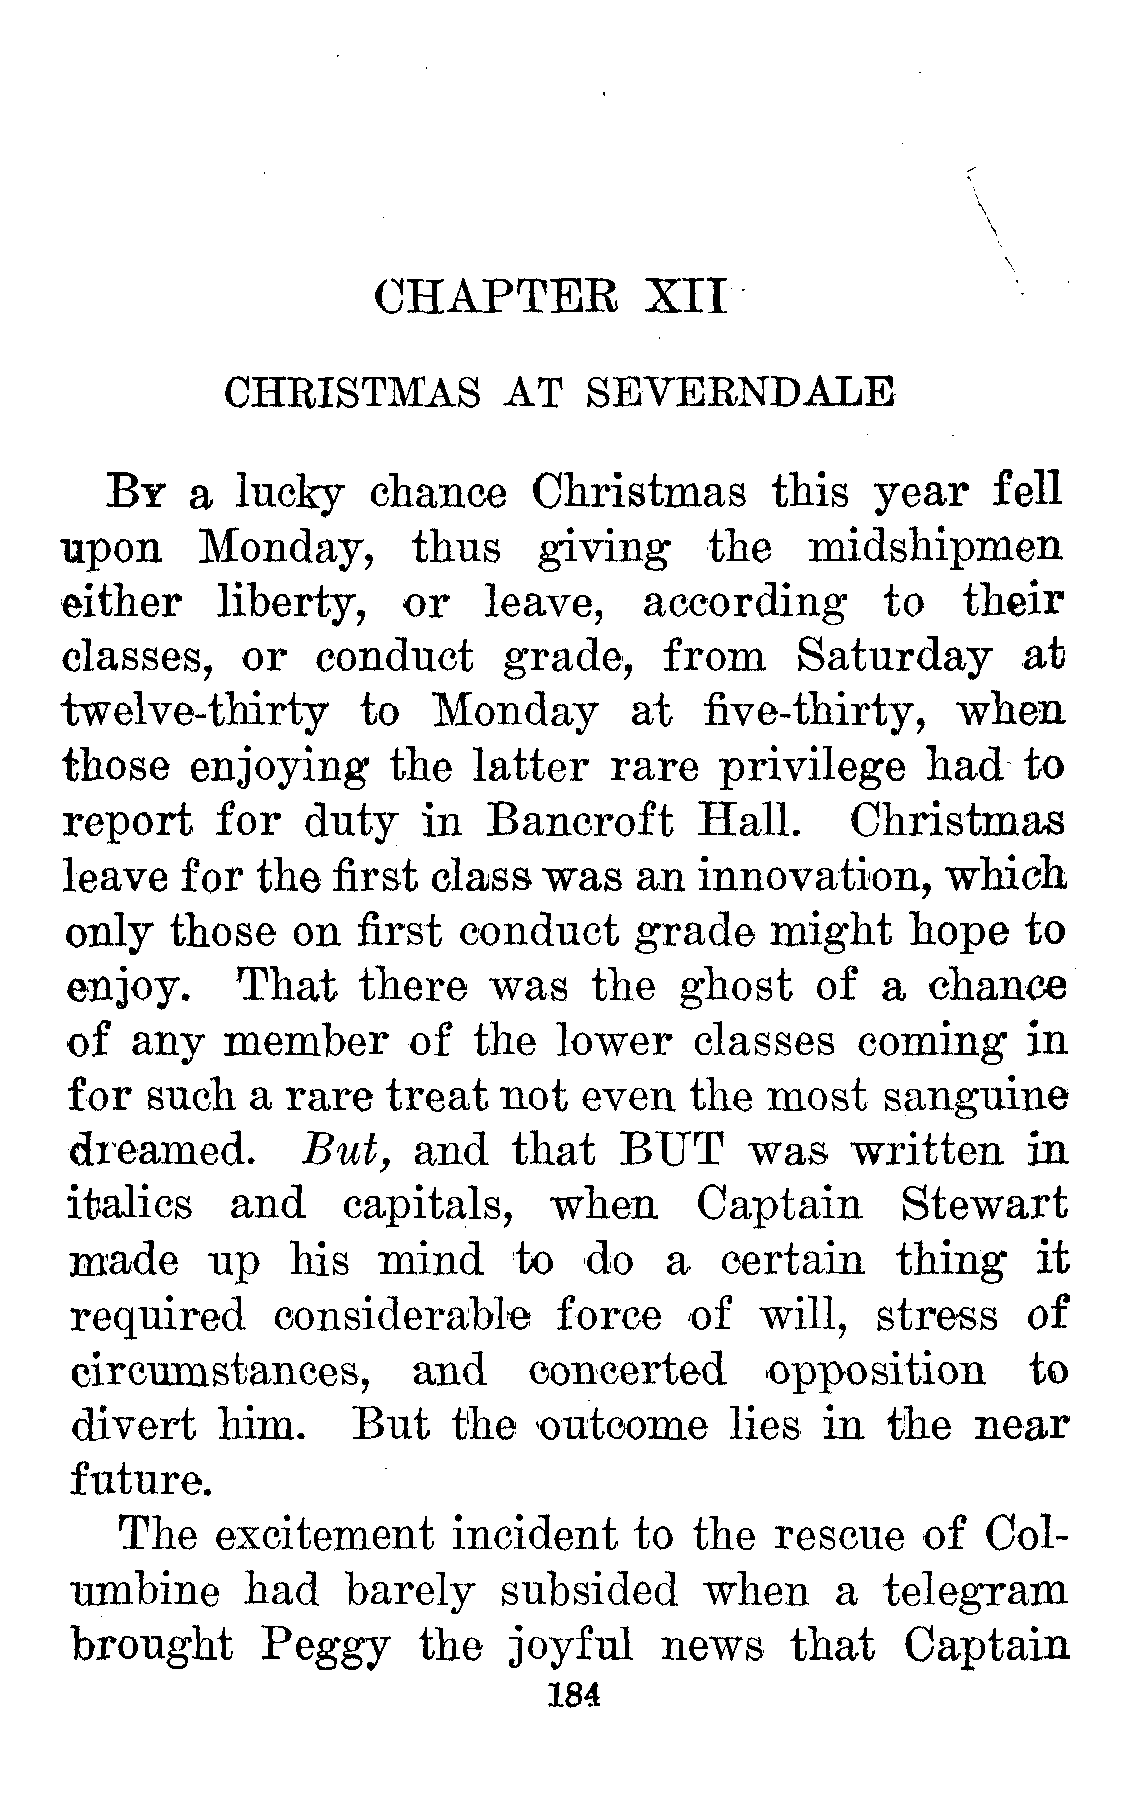 CHAPTER XII
CHRISTMAS AT SEVERNDALE
By a lucky chance Christmas this year fell
upon Monday, thus giving the midshipmen
either liberty, or leave, according to their
classes, or conduct grade, from Saturday at
twelve-thirty to Monday at five-thirty, when
those enjoying the latter rare privilege had to
report for duty in Bancroft Hall. Christmas
leave for the first class was an innovation, which
only those on first conduct grade might hope to
enjoy. That there was the ghost of a chance
of any member of the lower classes coming in
for such a rare treat not even the most sanguine
dreamed. But, and that BUT was written in
italics and capitals, when Captain Stewart
made up his mind to do a certain thing it
required considerable force of will, stress of
circumstances, and concerted opposition to
divert him. But the outcome lies in the near
future.
The excitement incident to the rescue of Col-
umbine had barely subsided when a telegram
brought Peggy the joyful news that Captain
184